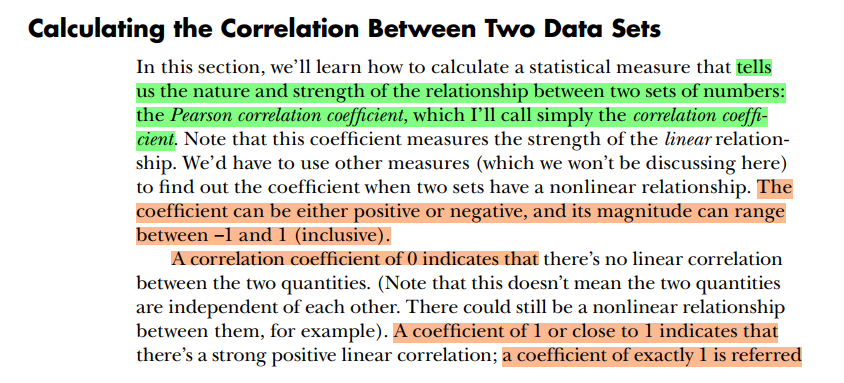 Calculating the Correlation Between Two Data Sets
In this section, we’ll learn how to calculate a statistical measure that tells
us the nature and strength of the relationship between two sets of numbers:
the Pearson correlation coefficient, which I’ll call simply the correlation coeffi-
cient. Note that this coefficient measures the strength of the linear relation-
ship. We’d have to use other measures (which we won’t be discussing here)
to find out the coefficient when two sets have a nonlinear relationship. The
coefficient can be either positive or negative, and its magnitude can range
between –1 and 1 (inclusive).
A correlation coefficient of 0 indicates that there’s no linear correlation
between the two quantities. (Note that this doesn’t mean the two quantities
are independent of each other. There could still be a nonlinear relationship
between them, for example). A coefficient of 1 or close to 1 indicates that
there’s a strong positive linear correlation; a coefficient of exactly 1 is referred